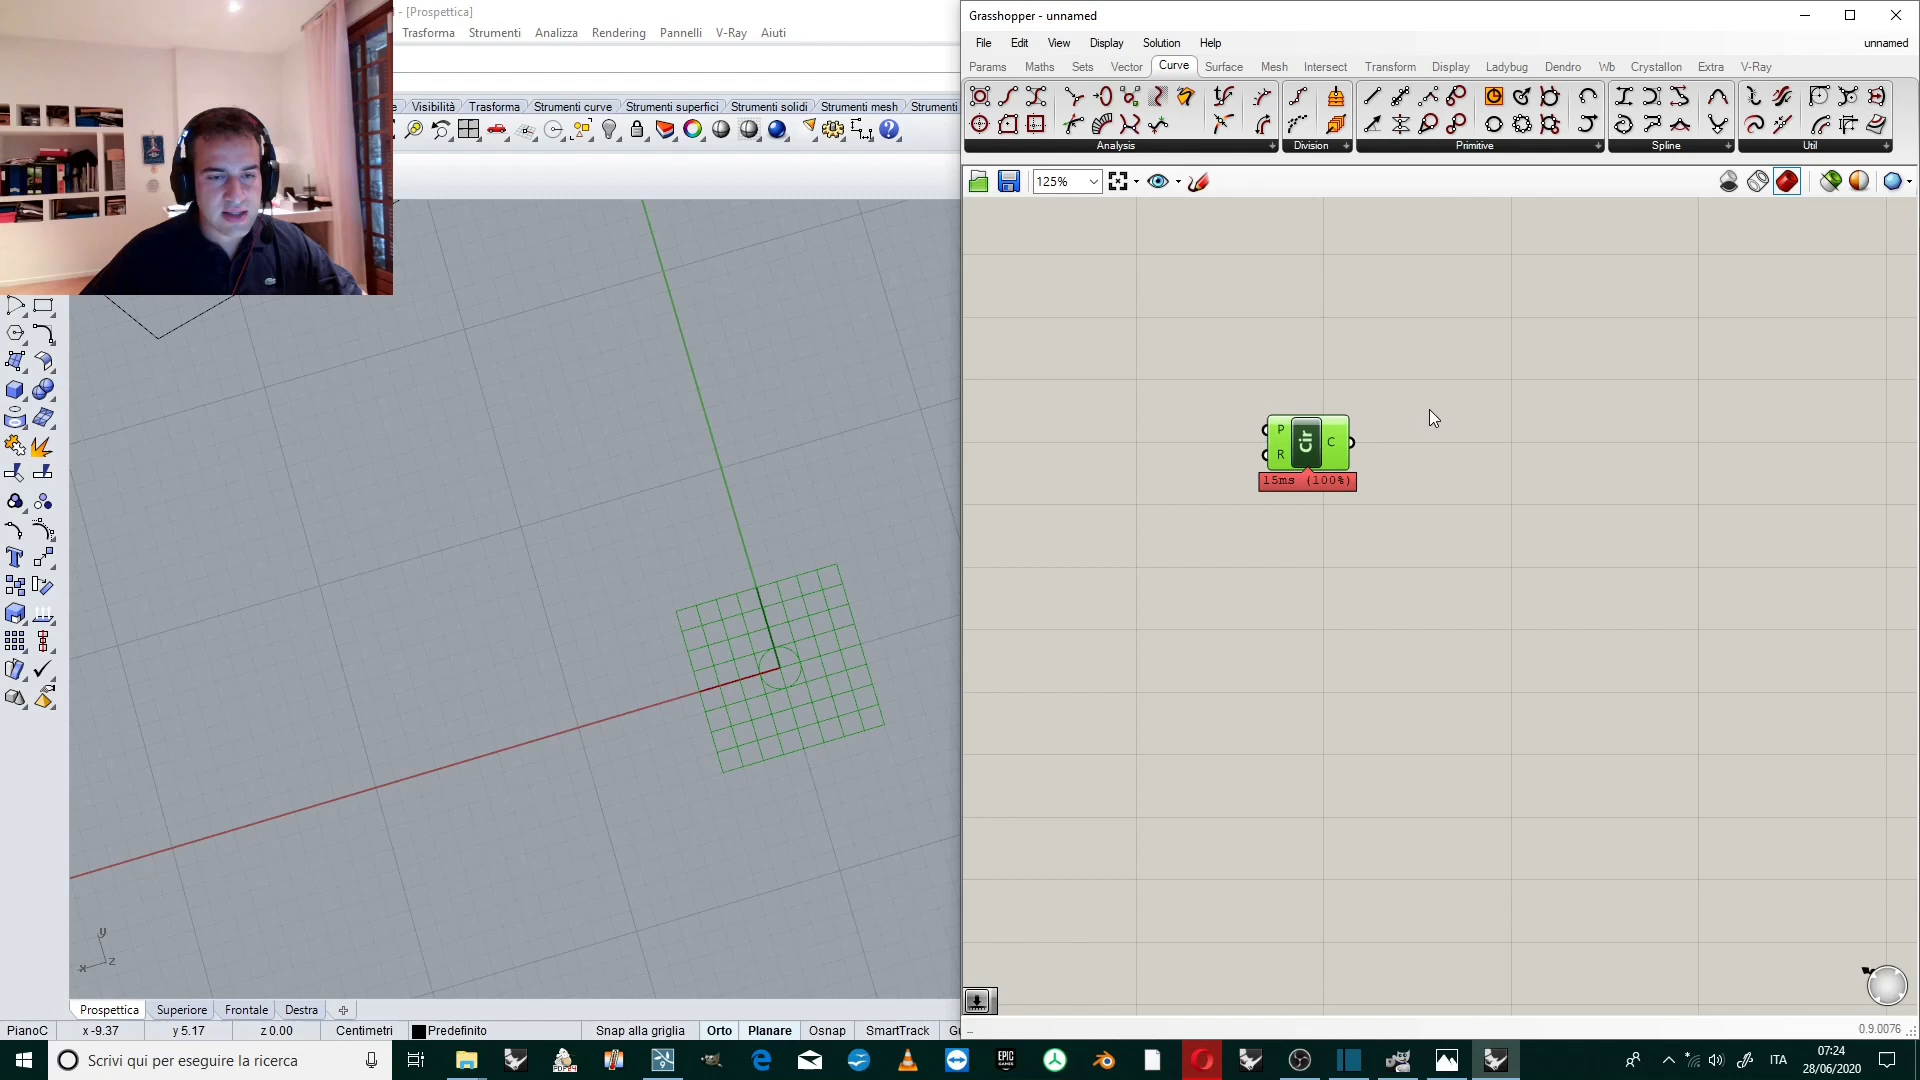 - [Prospettica]
Trasforma Strumenti Analizza Rendering Pannelli V-Ray Aiuti
Visibilità Trasforma Strumenti curve Strumenti superfici Strumenti solidi Strumenti mesh Strumenti
Grasshopper - unnamed
File Edit View Display Solution Help unnamed
Params Maths Sets Vector Curve Surface Mesh Intersect Transform Display Ladybug Dendro Wb Crystallon Extra V-Ray
Analysis Division Primitive Spline Util
125%
P Cir C
R
15ms (100%)
y
x z
Prospettica Superiore Frontale Destra
PianoC x -9.37 y 5.17 z 0.00 Centimetri Predefinito Snap alla griglia Orto Planare Osnap SmartTrack
0.9.0076
Scrivi qui per eseguire la ricerca
ITA
07:24
28/06/2020